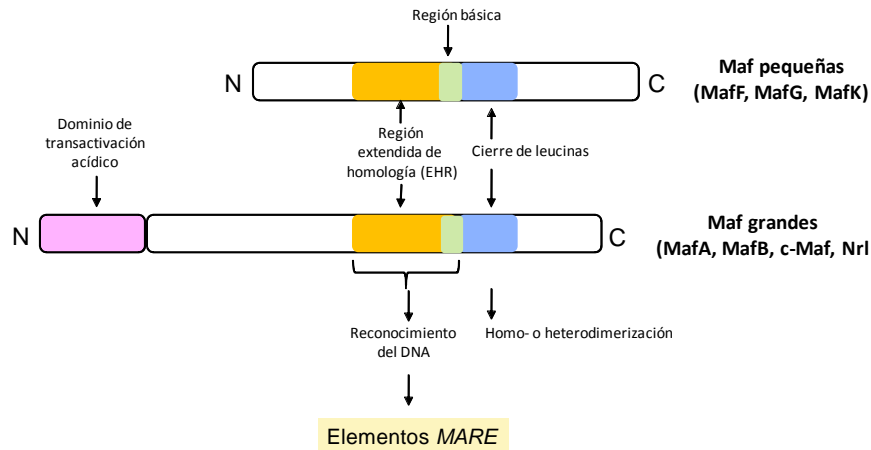 Región básica
N
C
Maf pequeñas
(MafF, MafG, MafK)
Dominio de
transactivación
acídico
Región
extendida de
homología (EHR)
Cierre de leucinas
N
C
Maf grandes
(MafA, MafB, c-Maf, Nrl
Reconocimiento
del DNA
Homo- o heterodimerización
Elementos MARE